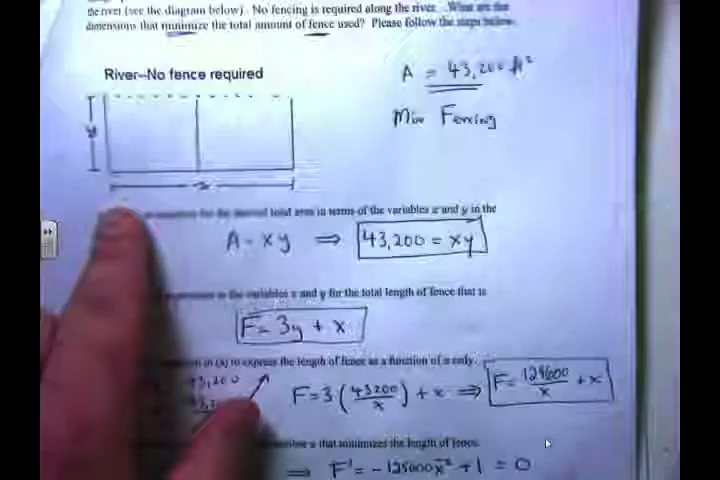 the river (see the diagram below). No fencing is required along the river. What are the
dimensions that minimize the total amount of fence used? Please follow the steps below.
River–No fence required
A = 43,200 ft²
Min Fencing
y
x
total area in terms of the variables x and y in the
A = xy ⇒ 43,200 = xy
in the variables x and y for the total length of fence that is
F = 3y + x
in (a) to express the length of fence as a function of x only
43,200
F = 3 (43200/x) + x ⇒ F = 129600/x + x
x that minimizes the length of fence.
⇒ F' = -129600x⁻² + 1 = 0